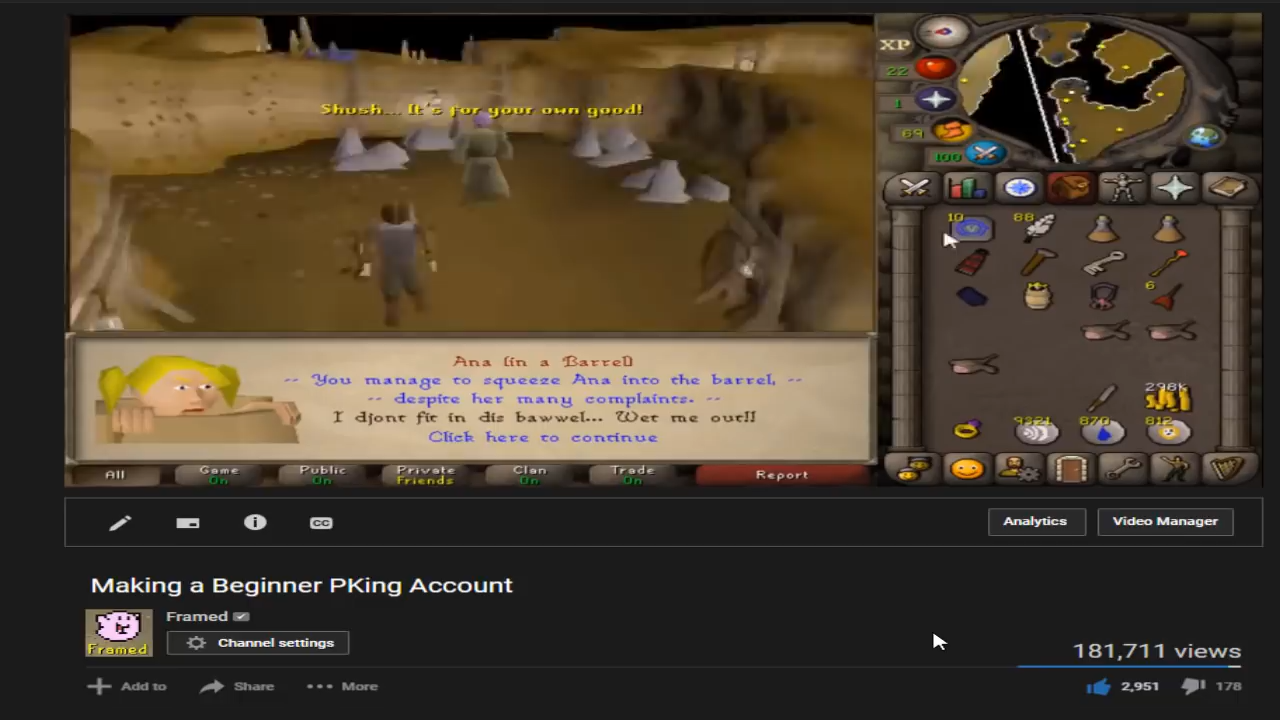 Shush... It's for your own good!
XP
22
1
69
100
10
88
6
298K
9321
870
812
Ana (in a Barrel)
-- You manage to squeeze Ana into the barrel, --
-- despite her many complaints. --
I djont fit in dis bawwel... Wet me out!!
Click here to continue
All
Game
On
Public
On
Private
Friends
Clan
On
Trade
On
Report
CC
Analytics
Video Manager
Making a Beginner PKing Account
Framed
Framed
Channel settings
181,711 views
Add to
Share
More
2,951
178